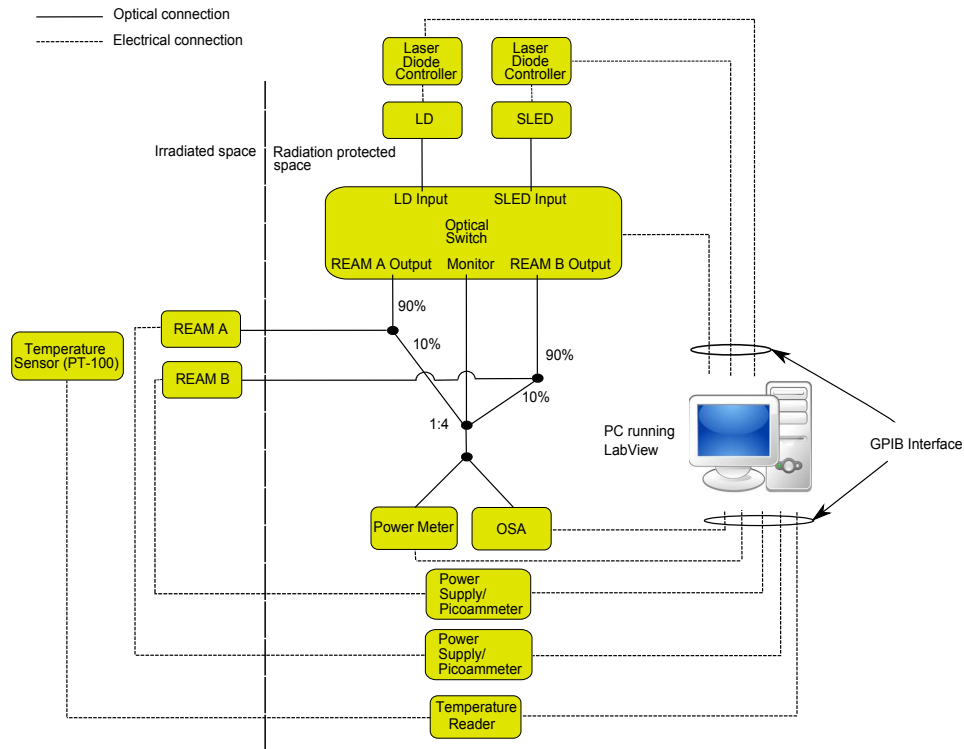 Optical connection
Electrical connection
Laser
Diode
Controller
Laser
Diode
Controller
LD
SLED
Irradiated space
Radiation protected
space
LD Input
SLED Input
Optical
Switch
REAM A Output
Monitor
REAM B Output
90%
REAM A
10%
Temperature
Sensor (PT-100)
REAM B
90%
10%
1:4
PC running
LabView
GPIB Interface
Power Meter
OSA
Power
Supply/
Picoammeter
Power
Supply/
Picoammeter
Temperature
Reader